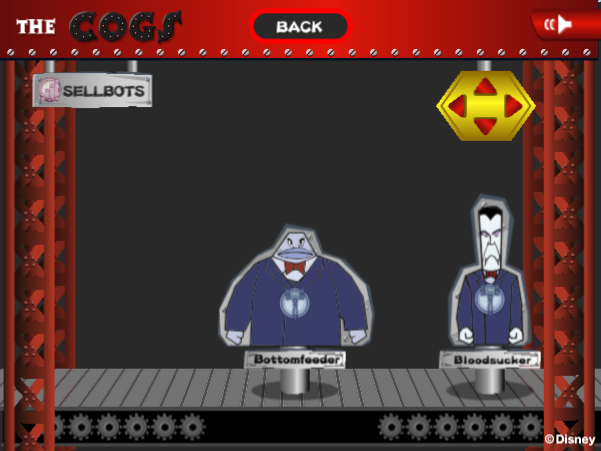 THE COGS
BACK
SELLBOTS
Bottomfeeder
Bloodsucker
©Disney